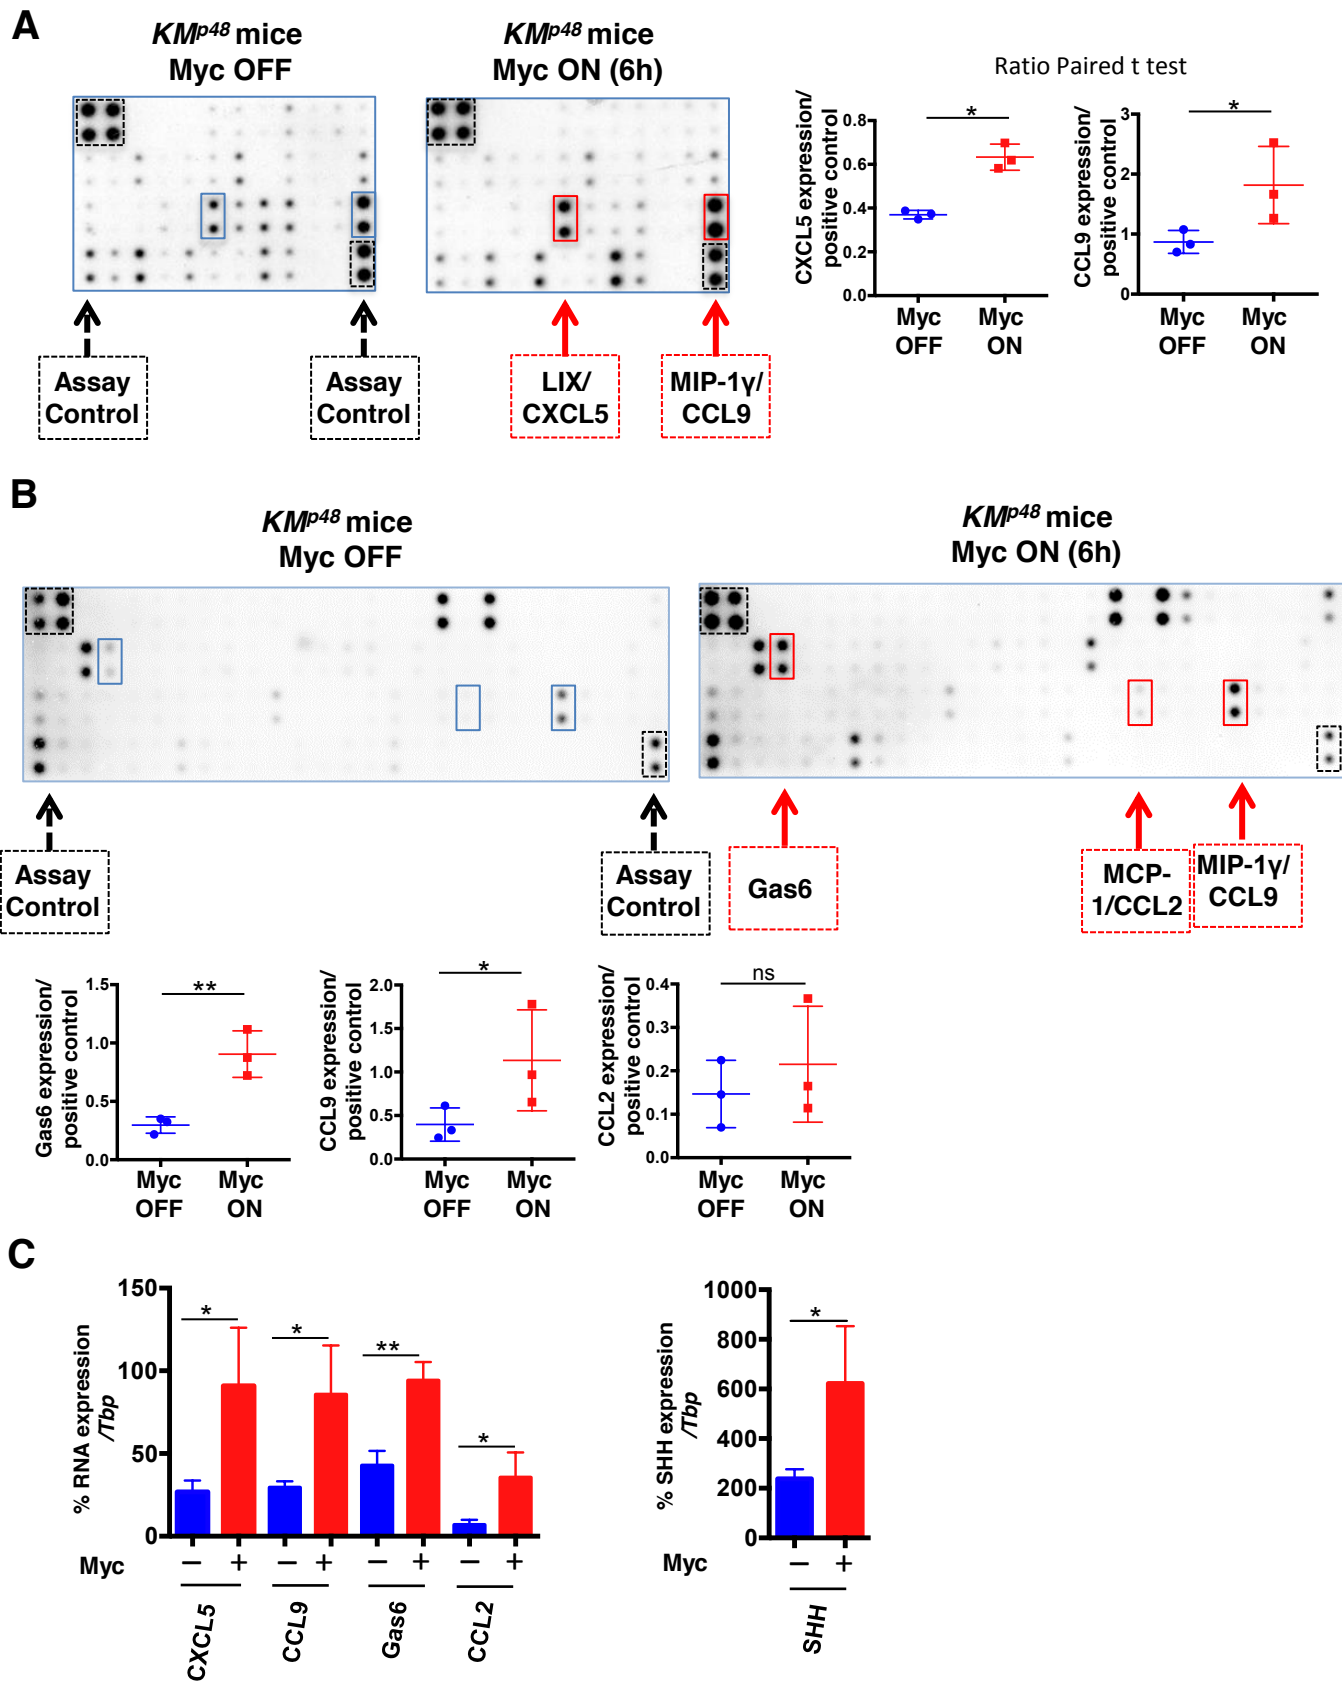 A
KMp48 mice
Myc OFF
KMp48 mice
Myc ON (6h)
Assay
Control
Assay
Control
LIX/
CXCL5
MIP-1γ/
CCL9
Ratio Paired t test
CXCL5 expression/
positive control
0.8
0.6
0.4
0.2
0.0
*
Myc
OFF
Myc
ON
CCL9 expression/
positive control
3
2
1
0
*
Myc
OFF
Myc
ON
B
KMp48 mice
Myc OFF
KMp48 mice
Myc ON (6h)
Assay
Control
Assay
Control
Gas6
MCP-
1/CCL2
MIP-1γ/
CCL9
Gas6 expression/
positive control
1.5
1.0
0.5
0.0
**
Myc
OFF
Myc
ON
CCL9 expression/
positive control
2.0
1.5
1.0
0.5
0.0
*
Myc
OFF
Myc
ON
CCL2 expression/
positive control
0.4
0.3
0.2
0.1
0.0
ns
Myc
OFF
Myc
ON
C
% RNA expression
/Tbp
150
100
50
0
*
*
**
*
Myc
− + − + − + − +
CXCL5
CCL9
Gas6
CCL2
% SHH expression
/Tbp
1000
800
600
400
200
0
*
Myc
− +
SHH